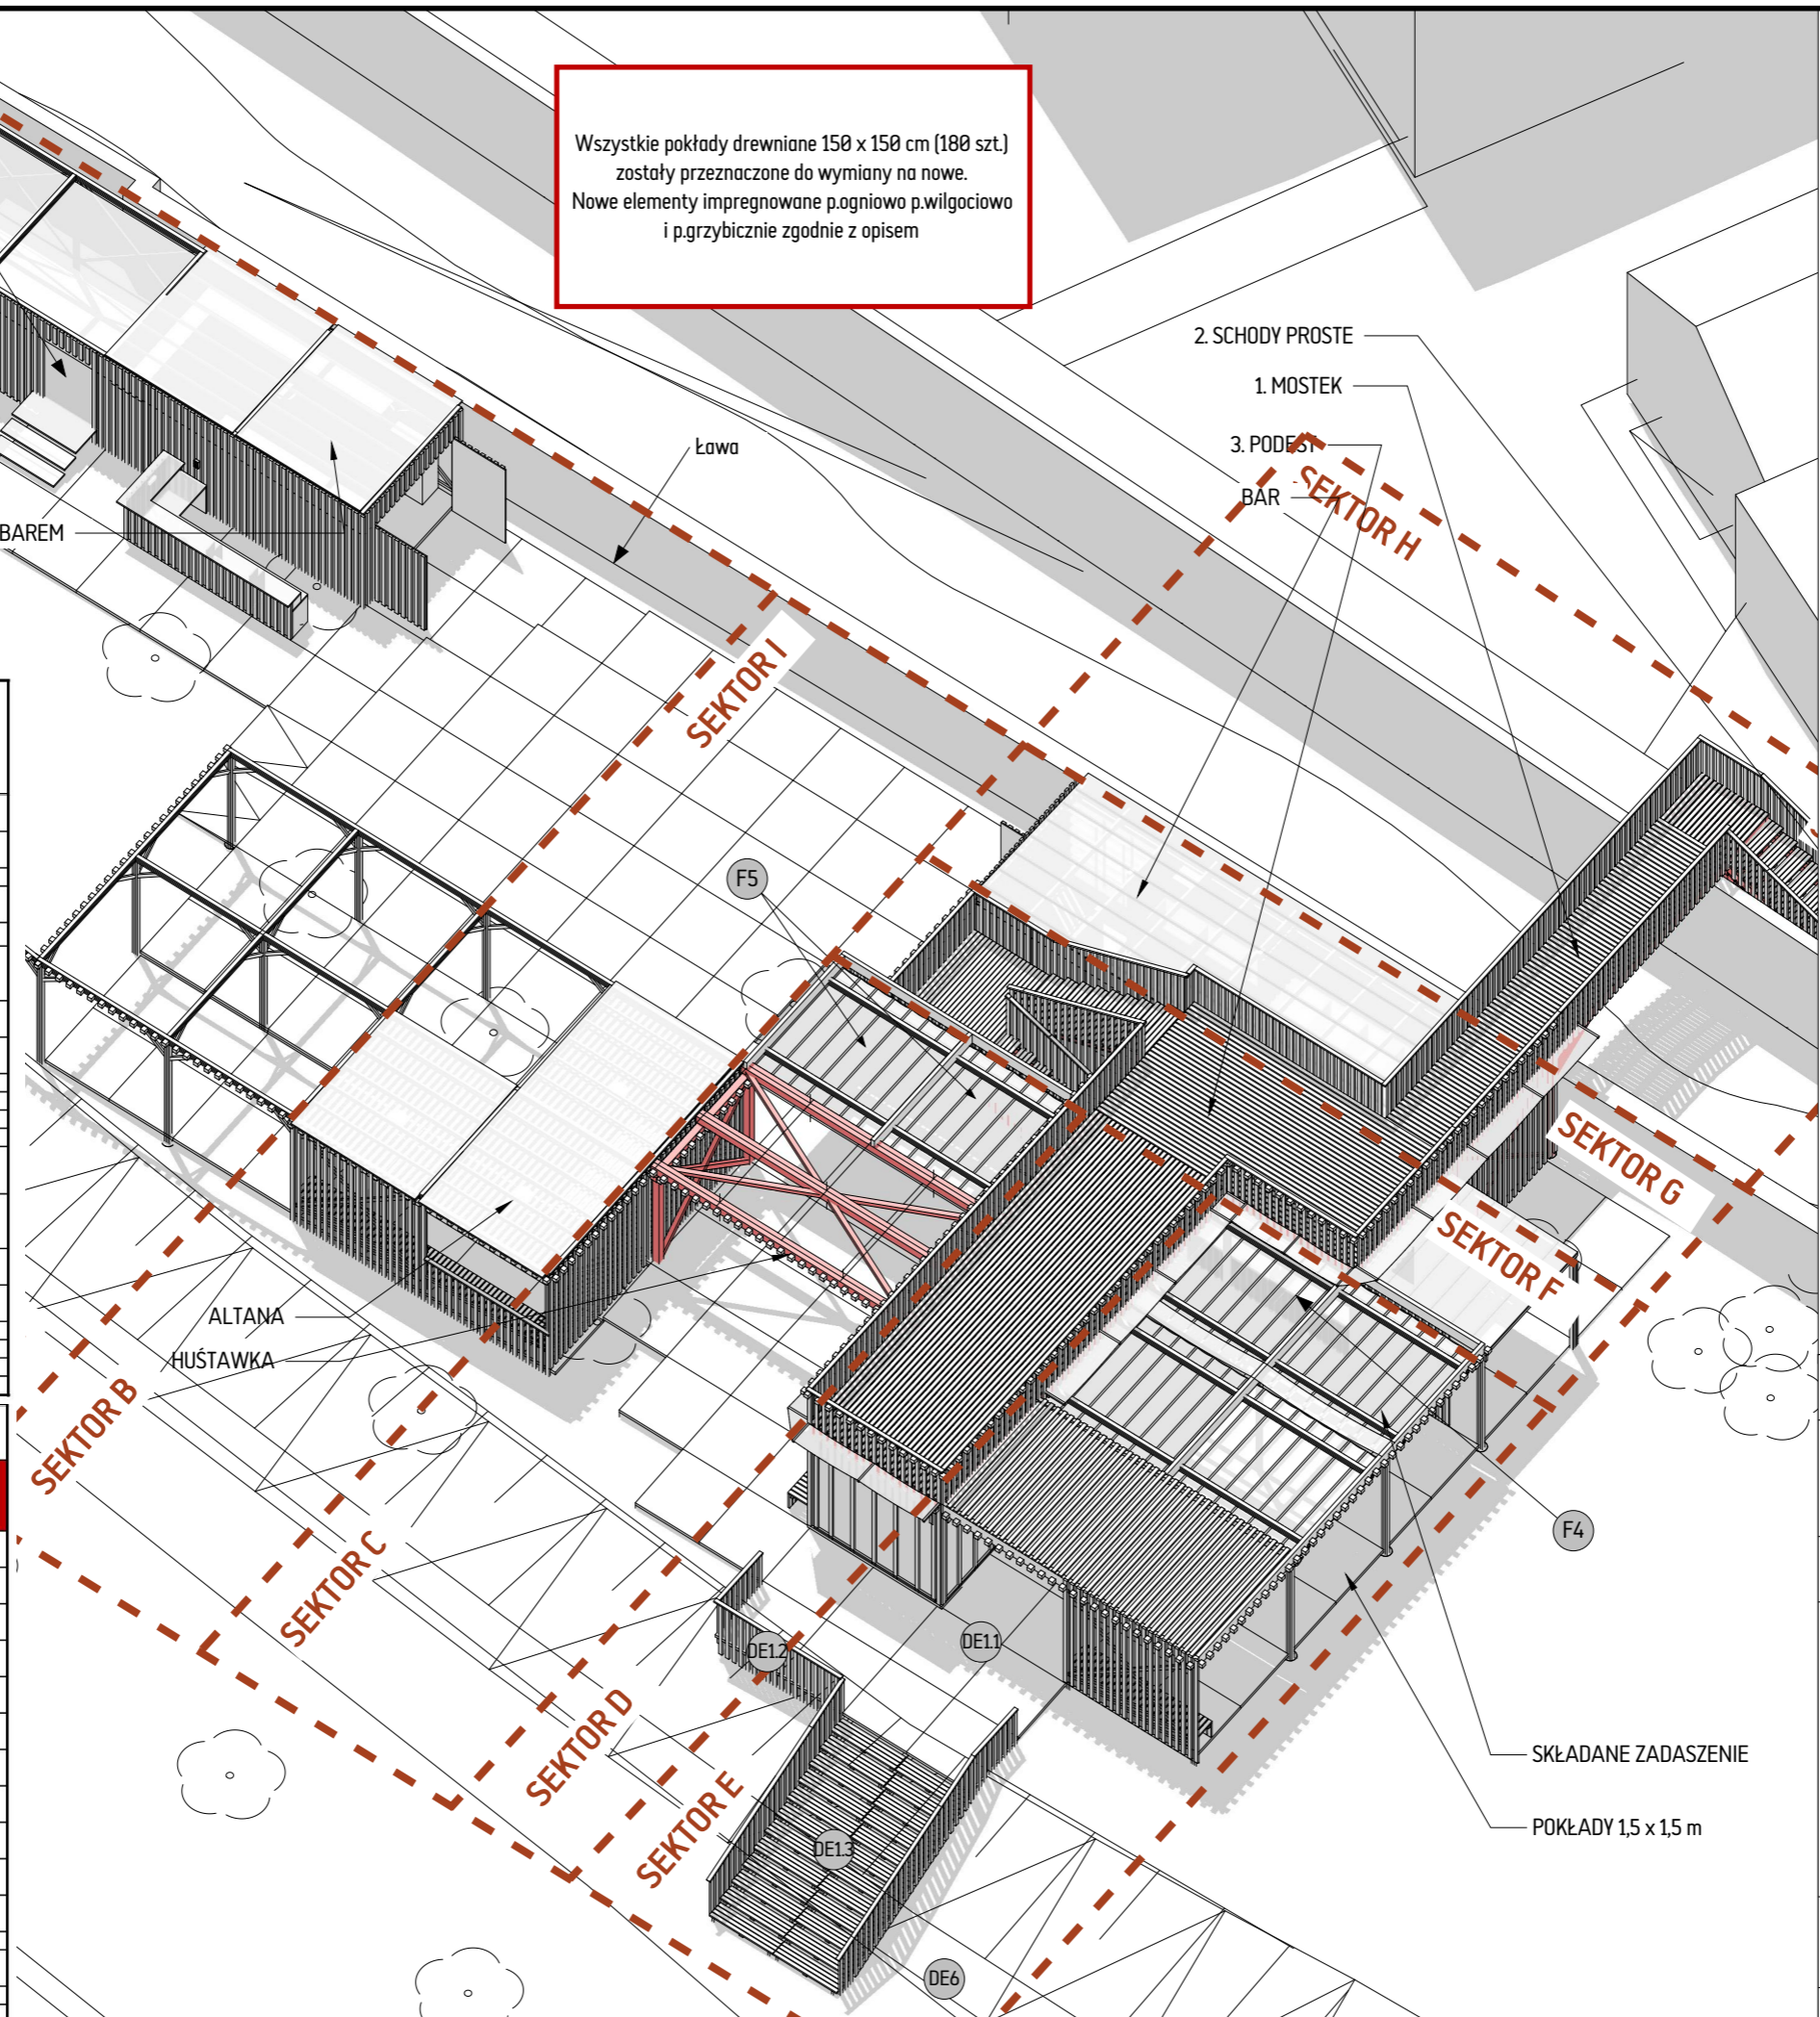 Wszystkie pokłady drewniane 150 x 150 cm (180 szt.)
zostały przeznaczone do wymiany na nowe.
Nowe elementy impregnowane p.ogniowo p.wilgociowo
i p.grzybicznie zgodnie z opisem
2. SCHODY PROSTE
1. MOSTEK
3. PODEST
BAR
SEKTOR H
Ława
BAREM
SEKTOR I
F5
SEKTOR G
SEKTOR F
ALTANA
HUŚTAWKA
SEKTOR B
SEKTOR C
F4
DE1.2
DE1.1
SEKTOR D
SEKTOR E
SKŁADANE ZADASZENIE
POKŁADY 1,5 x 1,5 m
DE1.3
DE6